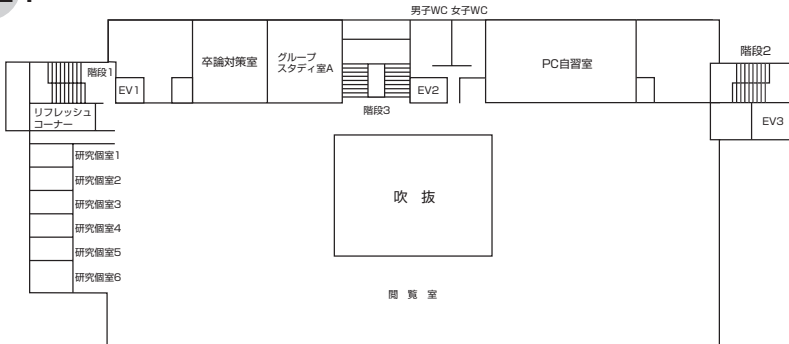 男子WC 女子WC
階段1
EV1
卒論対策室
グループ
スタディ室A
階段3
EV2
PC自習室
階段2
EV3
リフレッシュ
コーナー
研究個室1
研究個室2
研究個室3
研究個室4
研究個室5
研究個室6
吹 抜
閲 覧 室